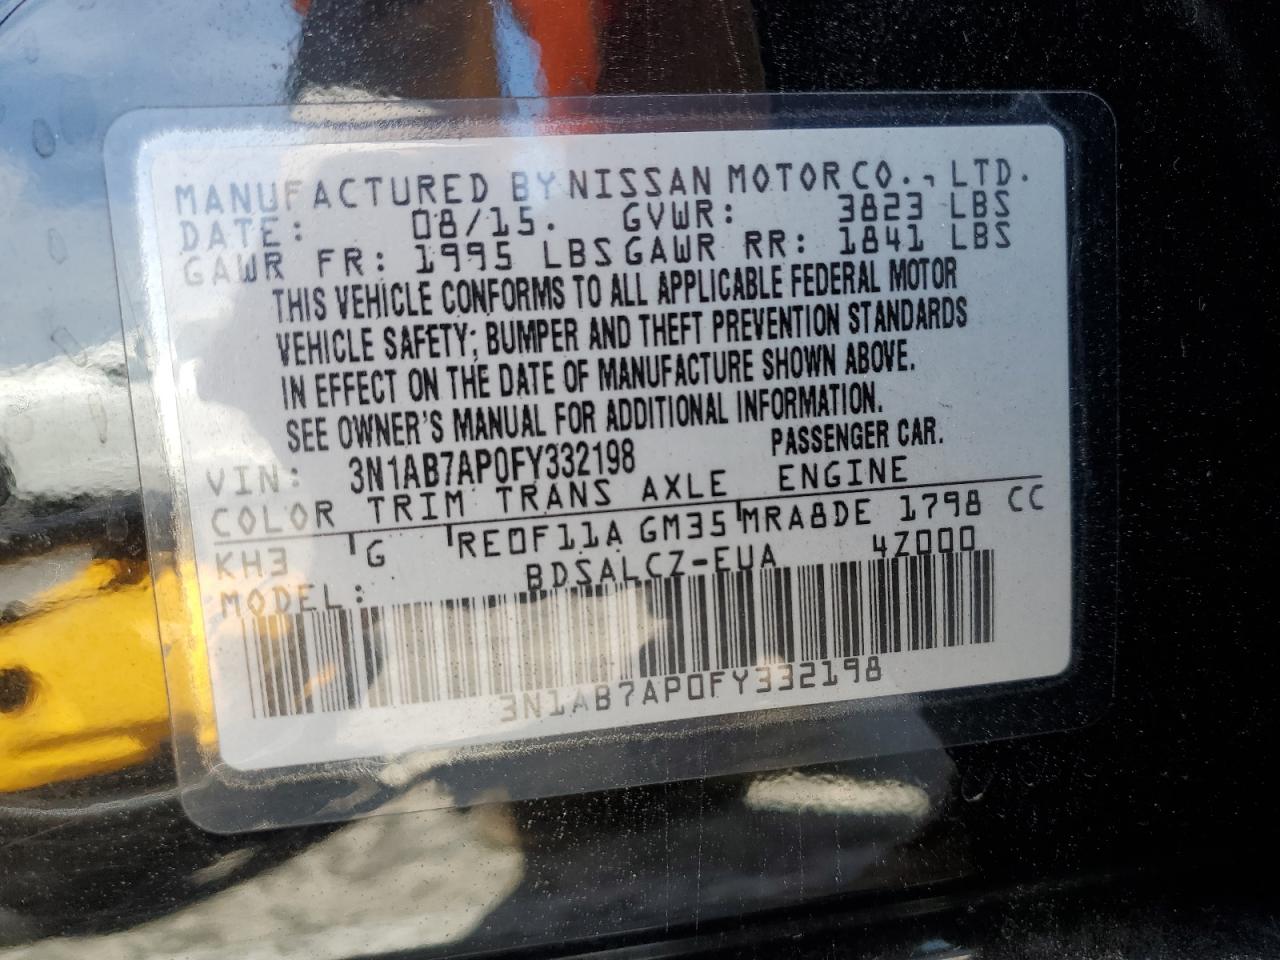 MANUFACTURED BY NISSAN MOTOR CO., LTD.
DATE: 08/15. GVWR: 3823 LBS
GAWR FR: 1995 LBS GAWR RR: 1841 LBS
THIS VEHICLE CONFORMS TO ALL APPLICABLE FEDERAL MOTOR
VEHICLE SAFETY; BUMPER AND THEFT PREVENTION STANDARDS
IN EFFECT ON THE DATE OF MANUFACTURE SHOWN ABOVE.
SEE OWNER'S MANUAL FOR ADDITIONAL INFORMATION.
VIN: 3N1AB7AP0FY332198 PASSENGER CAR.
COLOR TRIM TRANS AXLE ENGINE
KH3 G RE0F11A GM35 MRA8DE 1798 CC
MODEL: BDSALCZ-EUA 4Z000
3N1AB7AP0FY332198